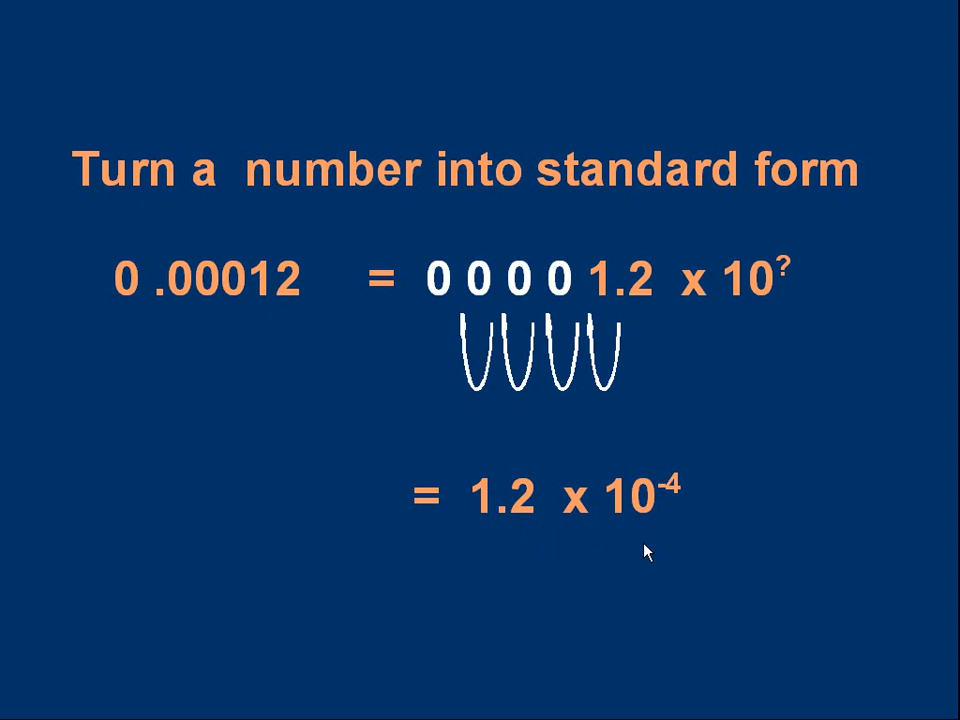 Turn a number into standard form
0 .00012 = 0 0 0 0 1.2 x 10?
= 1.2 x 10-4